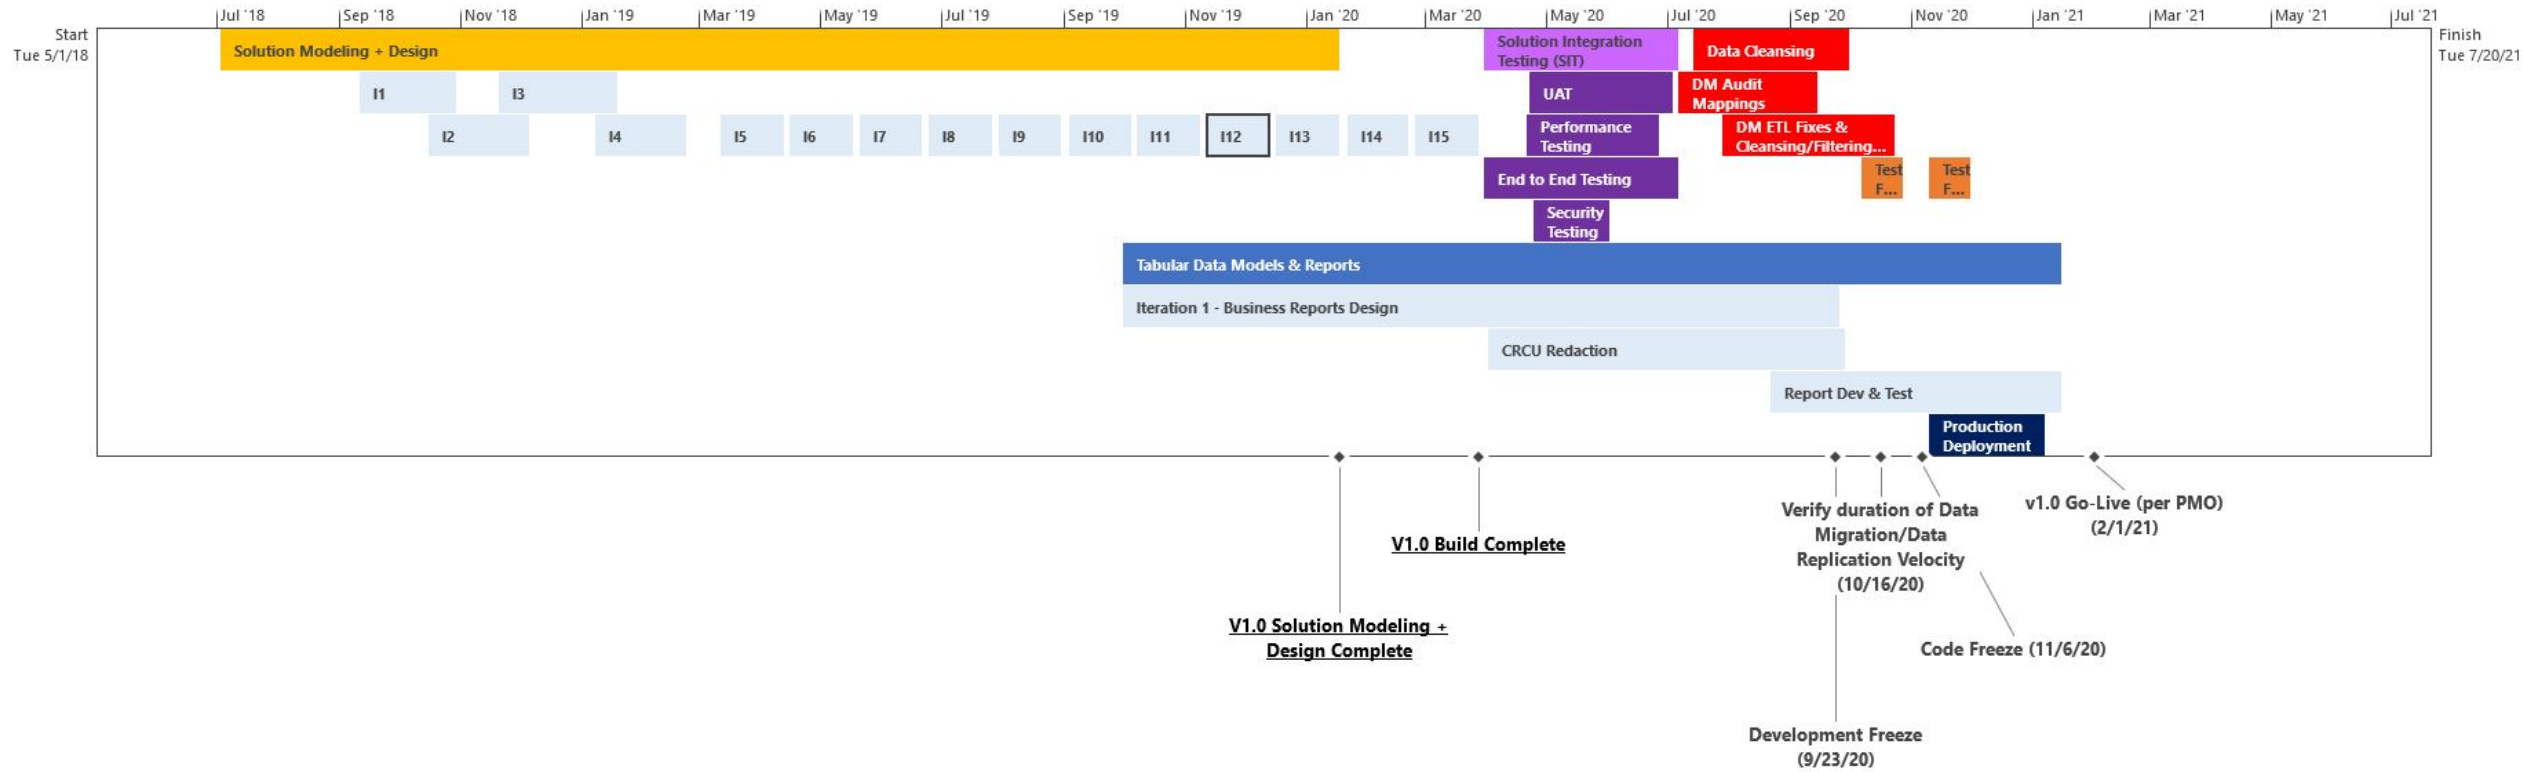 Jul '18 Sep '18 Nov '18 Jan '19 Mar '19 May '19 Jul '19 Sep '19 Nov '19 Jan '20 Mar '20 May '20 Jul '20 Sep '20 Nov '20 Jan '21 Mar '21 May '21 Jul '21
Start
Tue 5/1/18
Finish
Tue 7/20/21
Solution Modeling + Design
Solution Integration
Testing (SIT)
Data Cleansing
I1
I3
UAT
DM Audit
Mappings
I2
I4
I5
I6
I7
I8
I9
I10
I11
I12
I13
I14
I15
Performance
Testing
DM ETL Fixes &
Cleansing/Filtering...
End to End Testing
Test
F...
Test
F...
Security
Testing
Tabular Data Models & Reports
Iteration 1 - Business Reports Design
CRCU Redaction
Report Dev & Test
Production
Deployment
Verify duration of Data
Migration/Data
Replication Velocity
(10/16/20)
v1.0 Go-Live (per PMO)
(2/1/21)
V1.0 Build Complete
V1.0 Solution Modeling +
Design Complete
Code Freeze (11/6/20)
Development Freeze
(9/23/20)